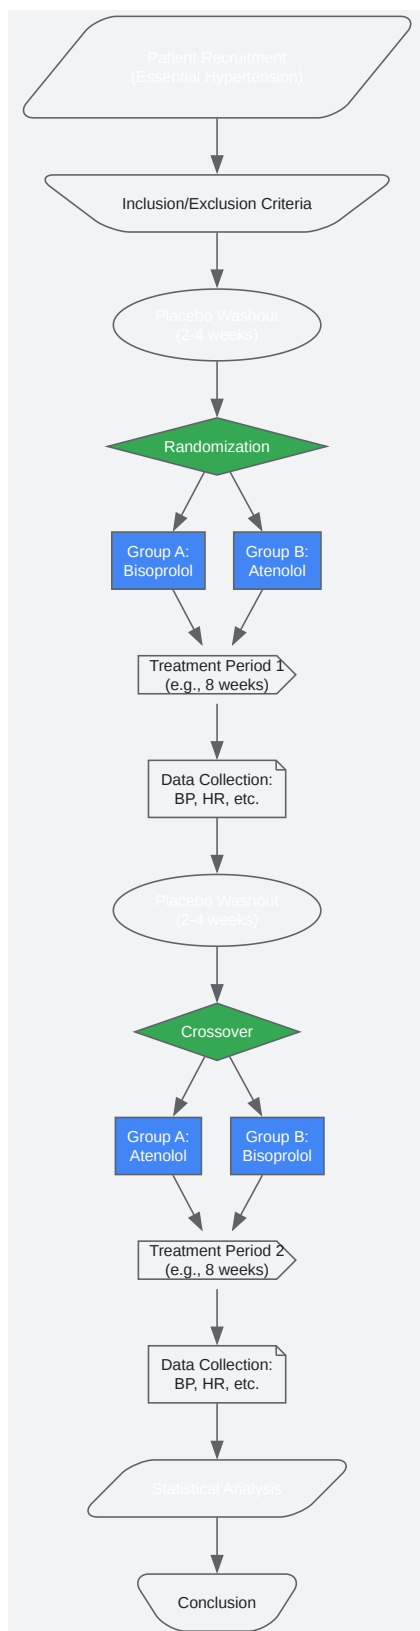 Patient Recruitment
(Essential Hypertension)
Inclusion/Exclusion Criteria
Placebo Washout
(2-4 weeks)
Randomization
Group A:
Bisoprolol
Group B:
Atenolol
Treatment Period 1
(e.g., 8 weeks)
Data Collection:
BP, HR, etc.
Placebo Washout
(2-4 weeks)
Crossover
Group A:
Atenolol
Group B:
Bisoprolol
Treatment Period 2
(e.g., 8 weeks)
Data Collection:
BP, HR, etc.
Statistical Analysis
Conclusion